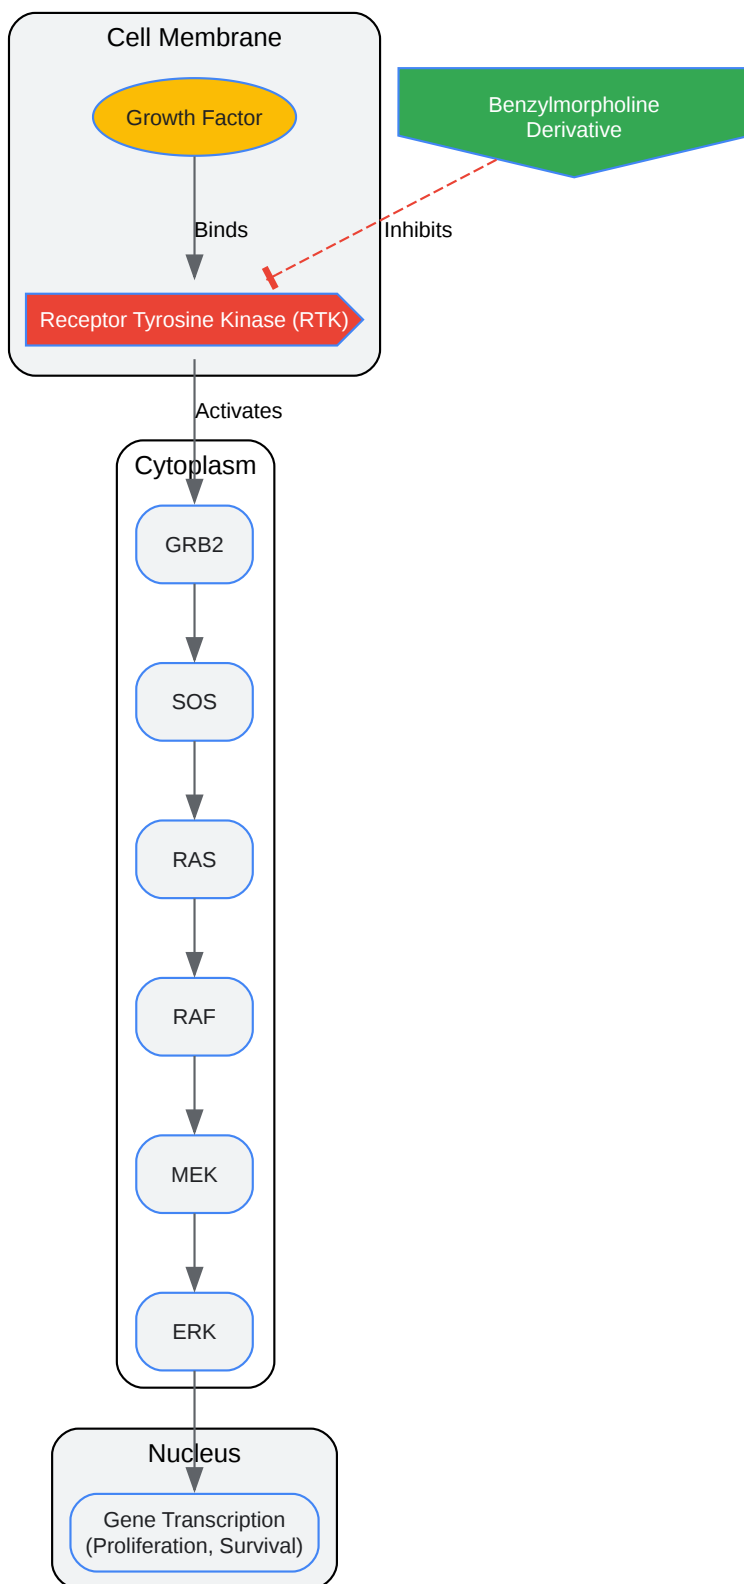 Cell Membrane
Growth Factor
Benzylmorpholine
Derivative
Binds
Inhibits
Receptor Tyrosine Kinase (RTK)
Activates
Cytoplasm
GRB2
SOS
RAS
RAF
MEK
ERK
Nucleus
Gene Transcription
(Proliferation, Survival)